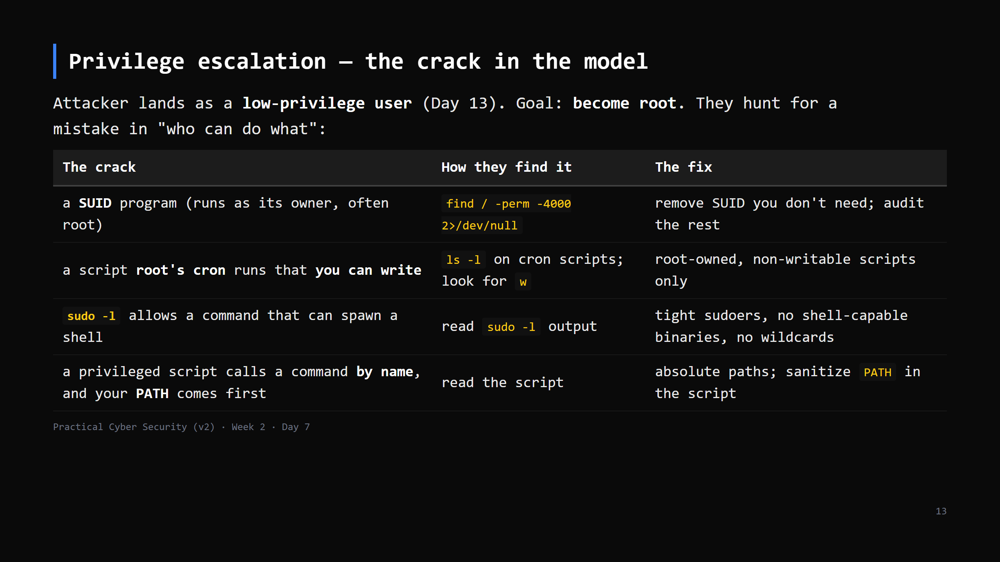 Privilege escalation — the crack in the model
Attacker lands as a low-privilege user (Day 13). Goal: become root. They hunt for a
mistake in "who can do what":
The crack How they find it The fix
a SUID program (runs as its owner, often
root)
find / -perm -4000
2>/dev/null
remove SUID you don't need; audit
the rest
a script root's cron runs that you can write
ls -l on cron scripts;
look for w
root-owned, non-writable scripts
only
sudo -l allows a command that can spawn a
shell
read sudo -l output
tight sudoers, no shell-capable
binaries, no wildcards
a privileged script calls a command by name,
and your PATH comes first
read the script
absolute paths; sanitize PATH in
the script
Practical Cyber Security (v2) · Week 2 · Day 7
13